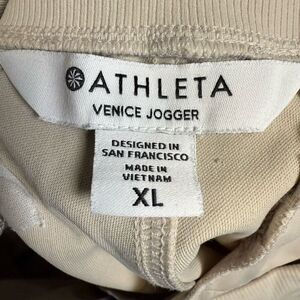 ATHLETA
VENICE JOGGER
DESIGNED IN
SAN FRANCISCO
MADE IN
VIETNAM
XL